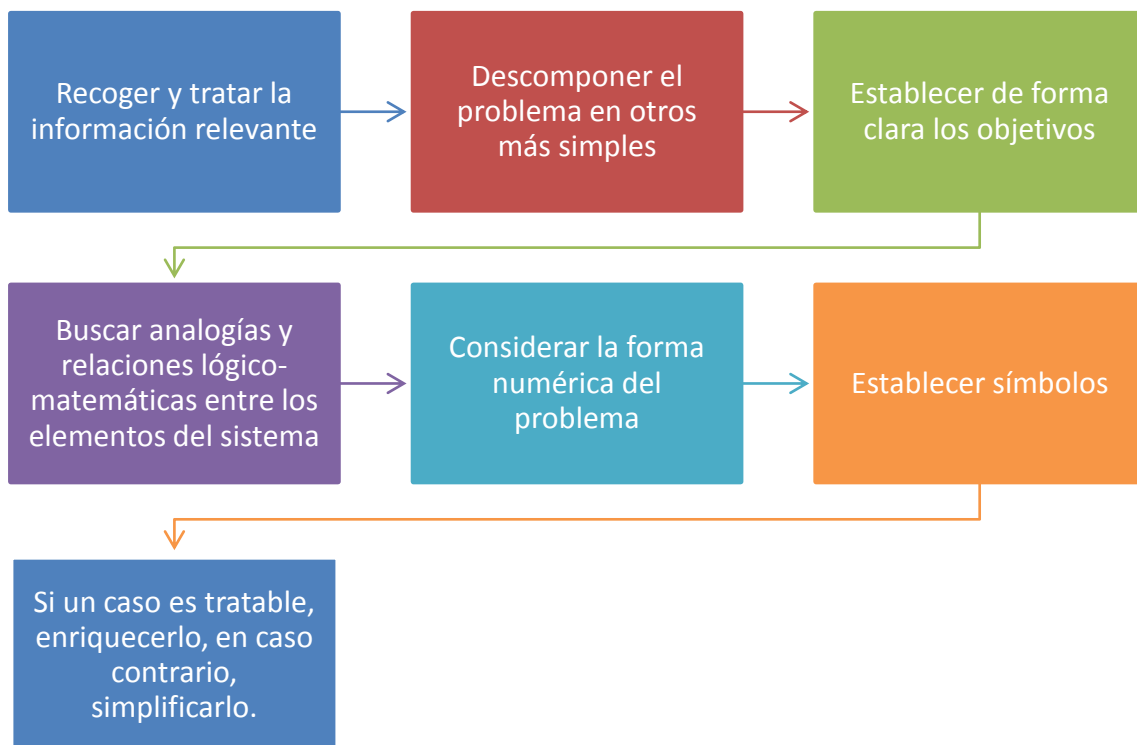 Recoger y tratar la
información relevante
Descomponer el
problema en otros
más simples
Establecer de forma
clara los objetivos
Buscar analogías y
relaciones lógico-
matemáticas entre los
elementos del sistema
Considerar la forma
numérica del
problema
Establecer símbolos
Si un caso es tratable,
enriquecerlo, en caso
contrario,
simplificarlo.